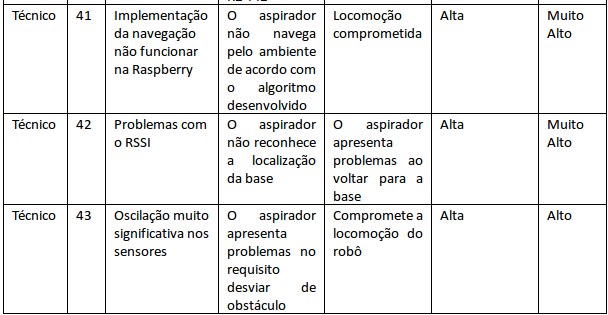 Técnico 41 Implementação O aspirador Locomoção Alta Muito
da navegação não navega comprometida Alto
não funcionar pelo ambiente
na Raspberry de acordo com
o algoritmo
desenvolvido
Técnico 42 Problemas com O aspirador O aspirador Alta Muito
o RSSI não reconhece apresenta Alto
a localização problemas ao
da base voltar para a
base
Técnico 43 Oscilação muito O aspirador Compromete a Alta Alto
significativa nos apresenta locomoção do
sensores problemas no robô
requisito
desviar de
obstáculo